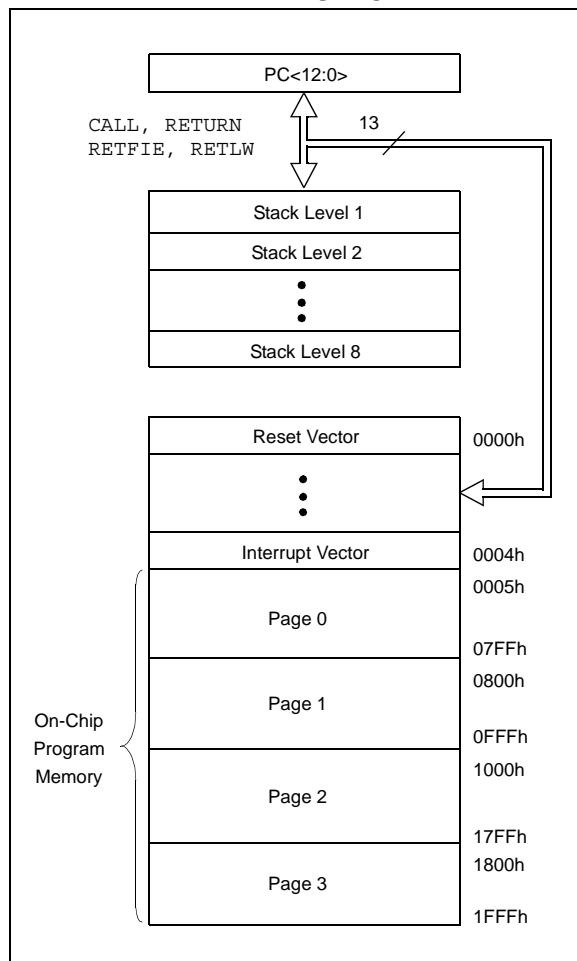 PC<12:0>
CALL, RETURN
RETFIE, RETLW
13
Stack Level 1
Stack Level 2
Stack Level 8
Reset Vector
0000h
Interrupt Vector
0004h
0005h
Page 0
07FFh
0800h
Page 1
0FFFh
On-Chip
Program
Memory
1000h
Page 2
17FFh
1800h
Page 3
1FFFh